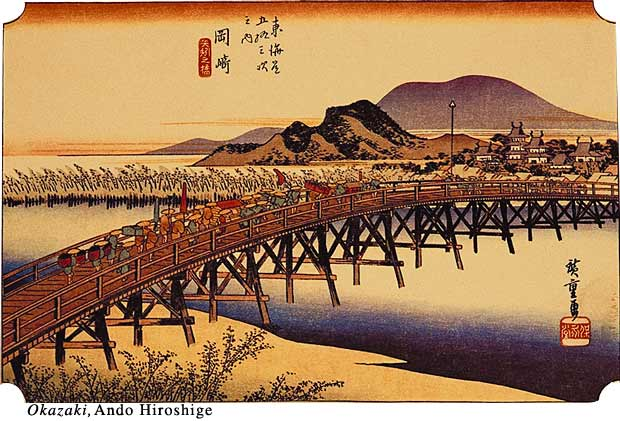 東海道
五拾三次
之内
岡崎
矢矧之橋
廣重画
Okazaki, Ando Hiroshige